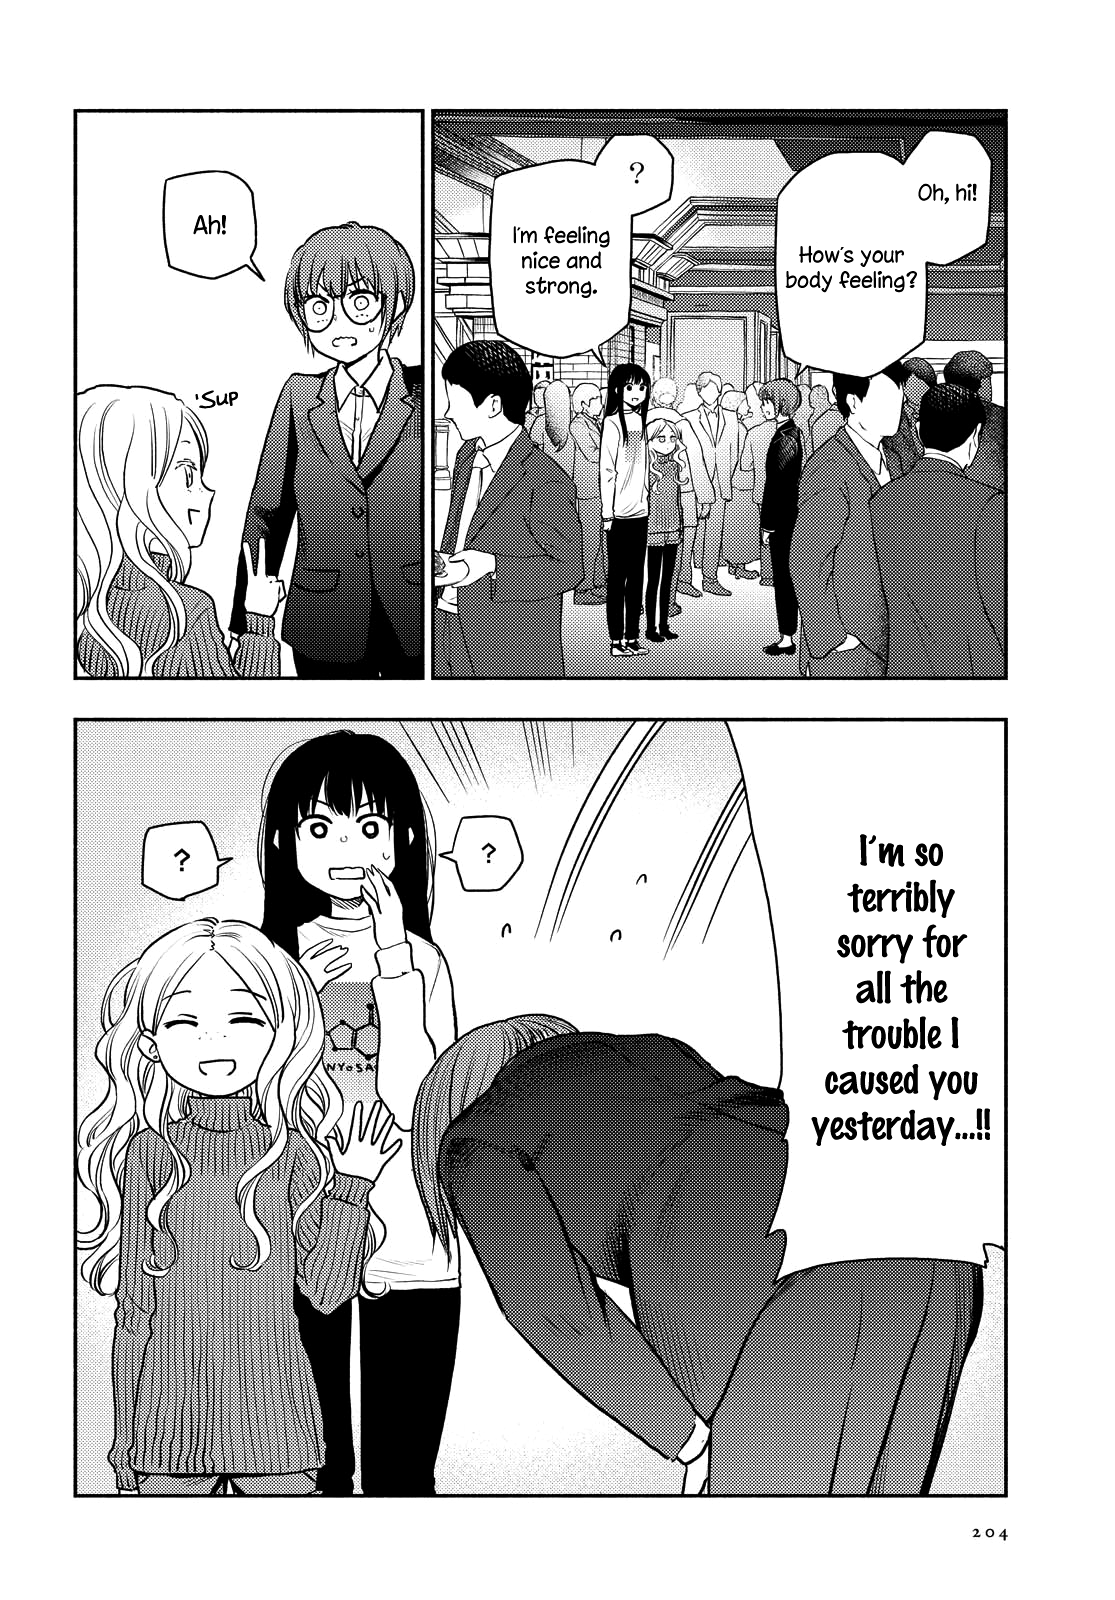 Oh, hi!
How's your
body feeling?
?
I'm feeling
nice and
strong.
Ah!
'Sup
I'm so
terribly
sorry for
all the
trouble I
caused you
yesterday...!!
?
?
NYoSA
204